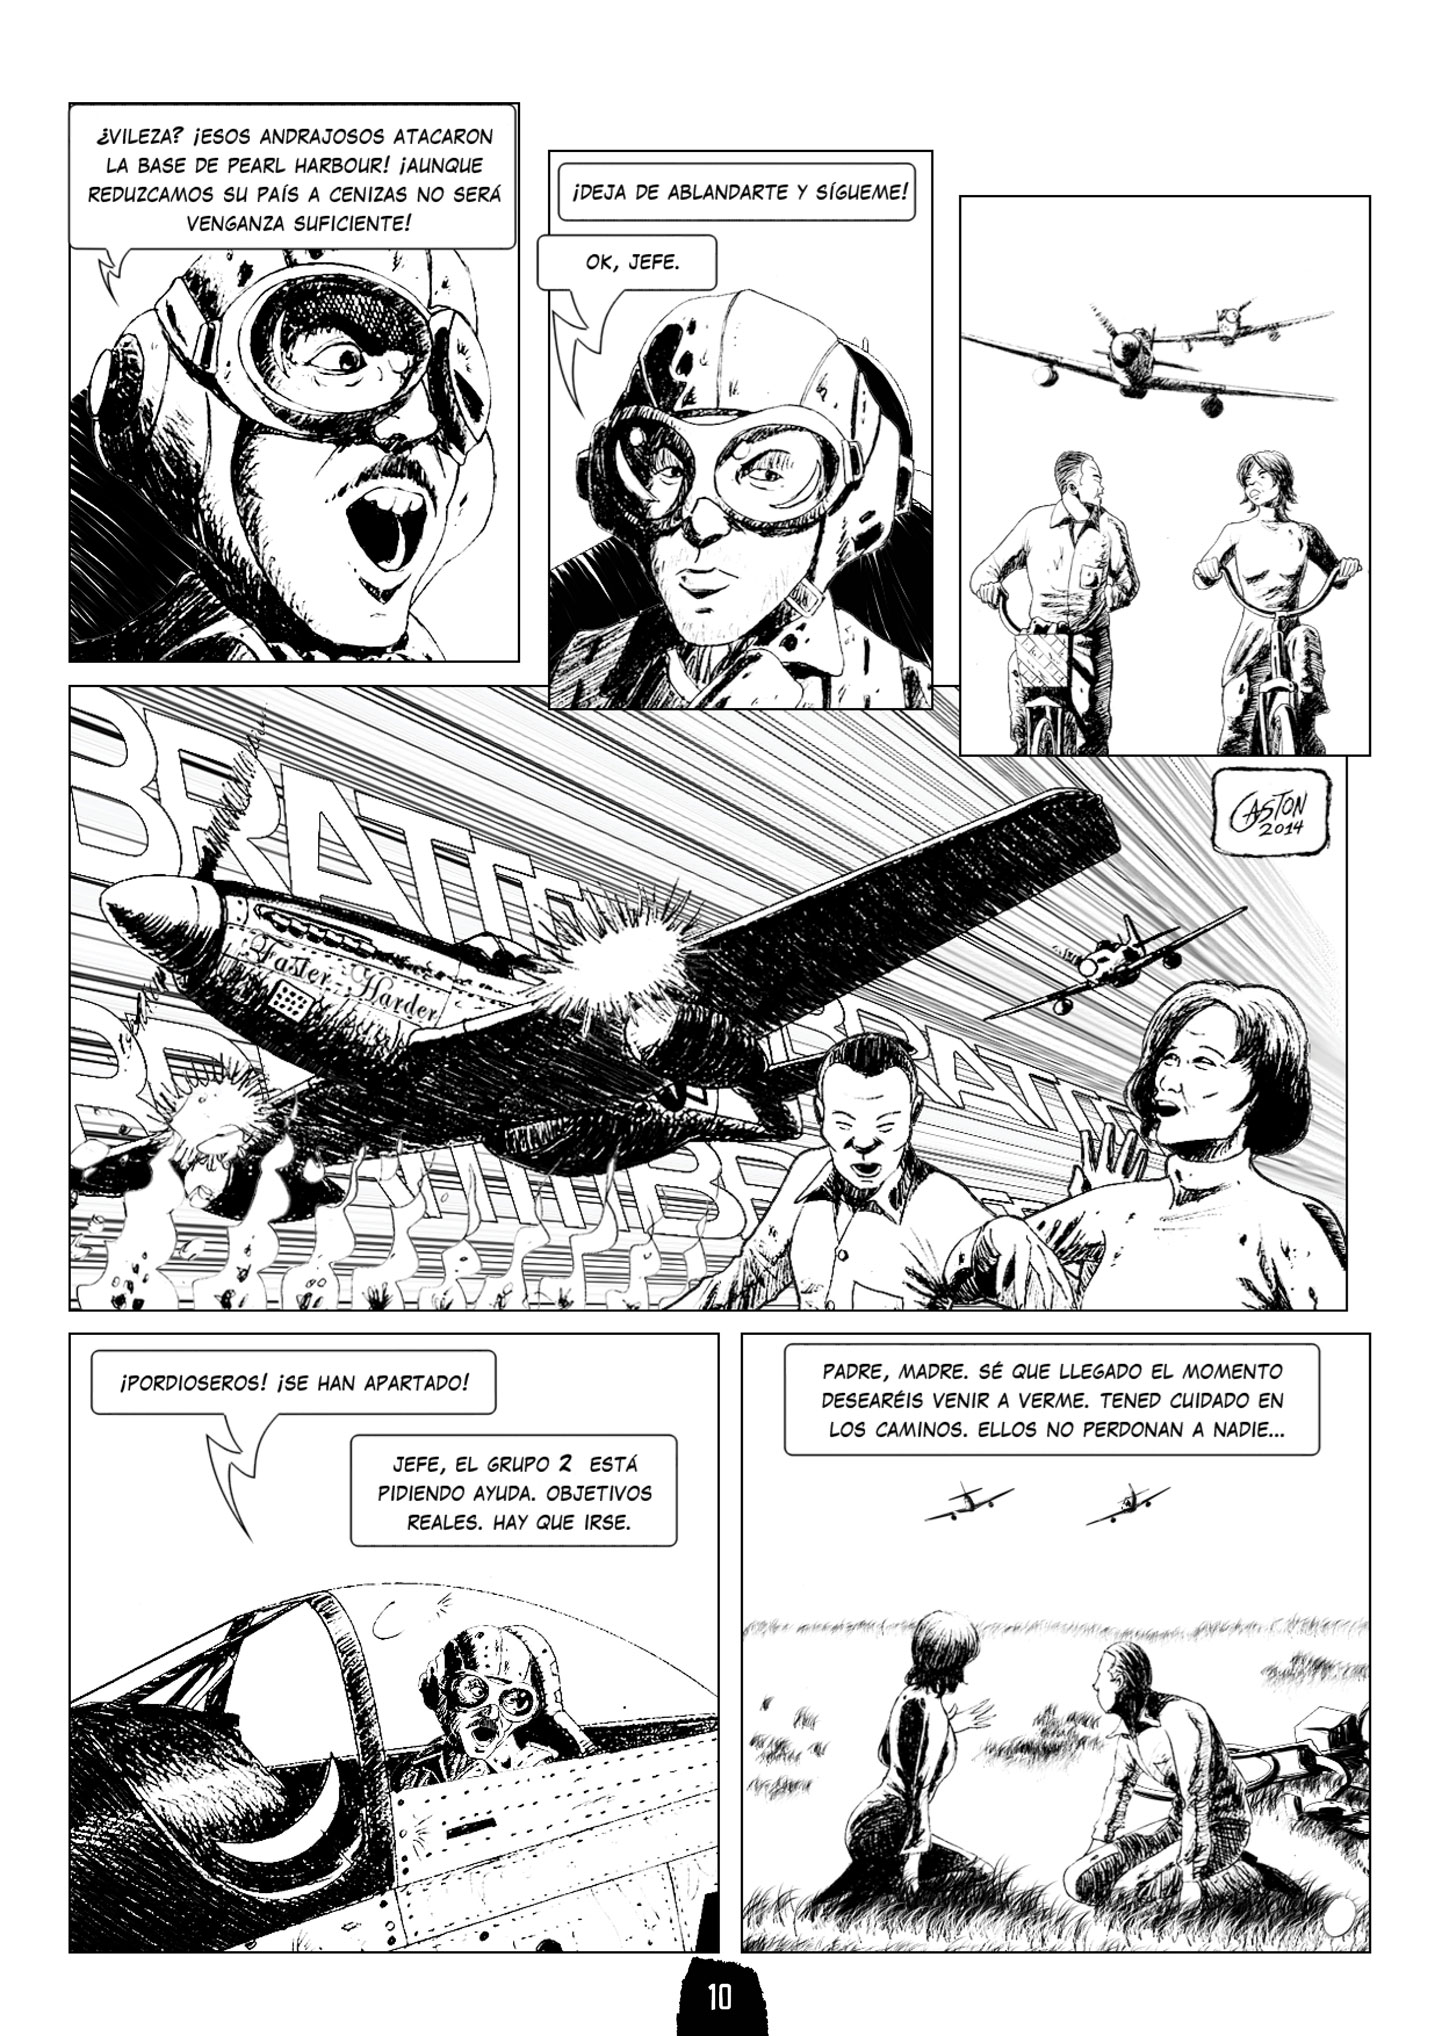 ¿VILEZA? ¡ESOS ANDRAJOSOS ATACARON
LA BASE DE PEARL HARBOUR! ¡AUNQUE
REDUZCAMOS SU PAÍS A CENIZAS NO SERÁ
VENGANZA SUFICIENTE!
¡DEJA DE ABLANDARTE Y SÍGUEME!
OK, JEFE.
GASTON
2014
Faster Harder
¡PORDIOSEROS! ¡SE HAN APARTADO!
JEFE, EL GRUPO 2 ESTÁ
PIDIENDO AYUDA. OBJETIVOS
REALES. HAY QUE IRSE.
PADRE, MADRE. SÉ QUE LLEGADO EL MOMENTO
DESEARÉIS VENIR A VERME. TENED CUIDADO EN
LOS CAMINOS. ELLOS NO PERDONAN A NADIE...
10